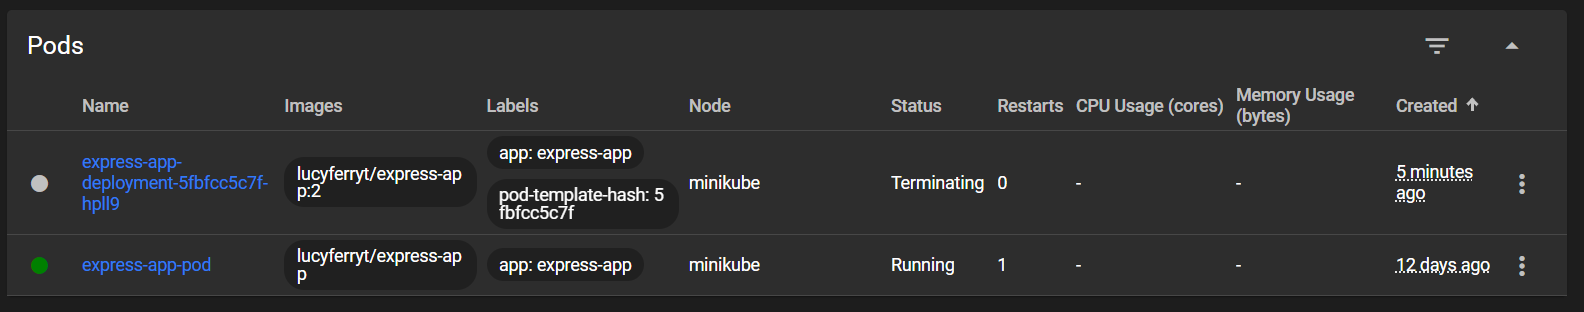 Pods
Name Images Labels Node Status Restarts CPU Usage (cores) Memory Usage (bytes) Created
express-app-deployment-5fbfcc5c7f-hpll9 lucyferryt/express-app:2 app: express-app pod-template-hash: 5fbfcc5c7f minikube Terminating 0 - - 5 minutes ago
express-app-pod lucyferryt/express-app app: express-app minikube Running 1 - - 12 days ago